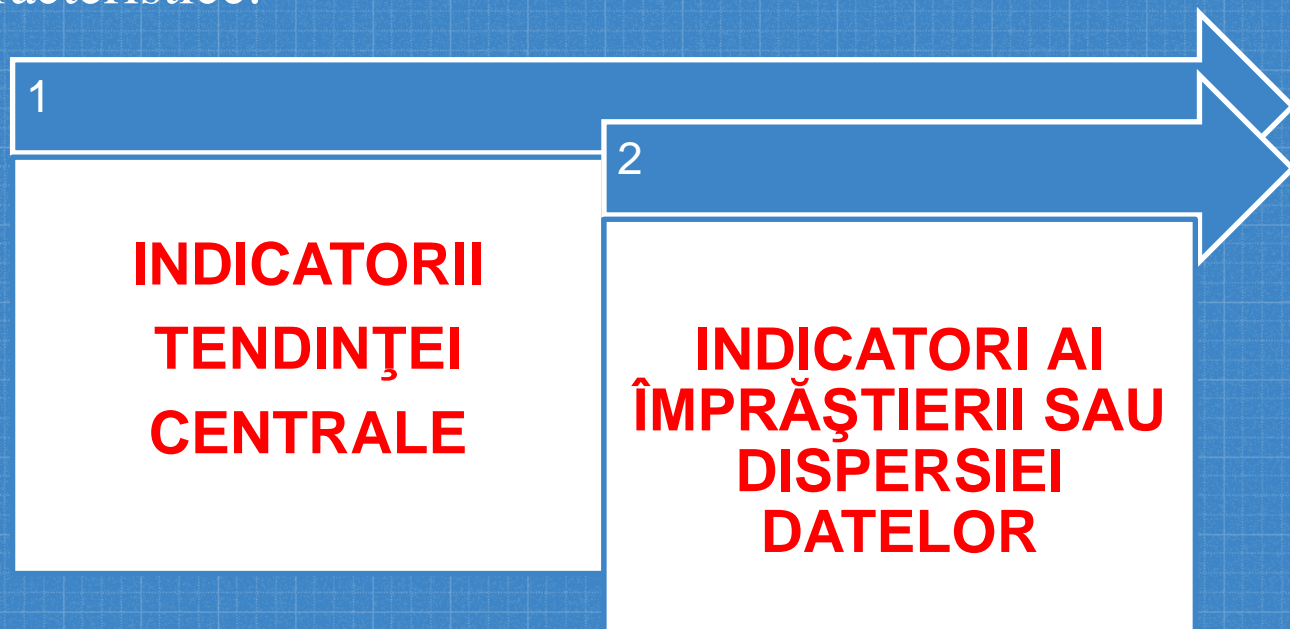 1
INDICATORII
TENDINŢEI
CENTRALE
2
INDICATORI AI
ÎMPRĂŞTIERII SAU
DISPERSIEI
DATELOR